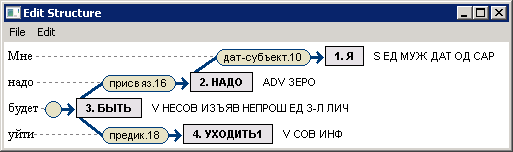 Edit Structure
File Edit
Мне дат-субъект.10 1. Я S ЕД МУЖ ДАТ ОД САР
надо присвяз.16 2. НАДО ADV ЗЕРО
будет 3. БЫТЬ V НЕСОВ ИЗЪЯВ НЕПРОШ ЕД 3-Л ЛИЧ
уйти предик.18 4. УХОДИТЬ1 V СОВ ИНФ